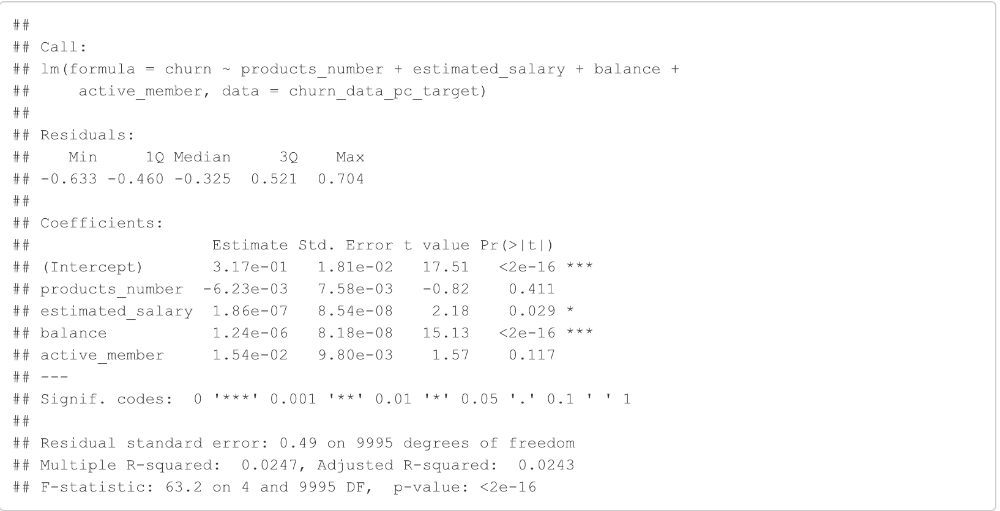 ##
## Call:
## lm(formula = churn ~ products_number + estimated_salary + balance +
##     active_member, data = churn_data_pc_target)
##
## Residuals:
##    Min     1Q Median     3Q    Max
## -0.633 -0.460 -0.325  0.521  0.704
##
## Coefficients:
##                   Estimate Std. Error t value Pr(>|t|)
## (Intercept)       3.17e-01   1.81e-02   17.51   <2e-16 ***
## products_number  -6.23e-03   7.58e-03   -0.82    0.411
## estimated_salary  1.86e-07   8.54e-08    2.18    0.029 *
## balance           1.24e-06   8.18e-08   15.13   <2e-16 ***
## active_member     1.54e-02   9.80e-03    1.57    0.117
## ---
## Signif. codes:  0 '***' 0.001 '**' 0.01 '*' 0.05 '.' 0.1 ' ' 1
##
## Residual standard error: 0.49 on 9995 degrees of freedom
## Multiple R-squared:  0.0247, Adjusted R-squared:  0.0243
## F-statistic: 63.2 on 4 and 9995 DF,  p-value: <2e-16